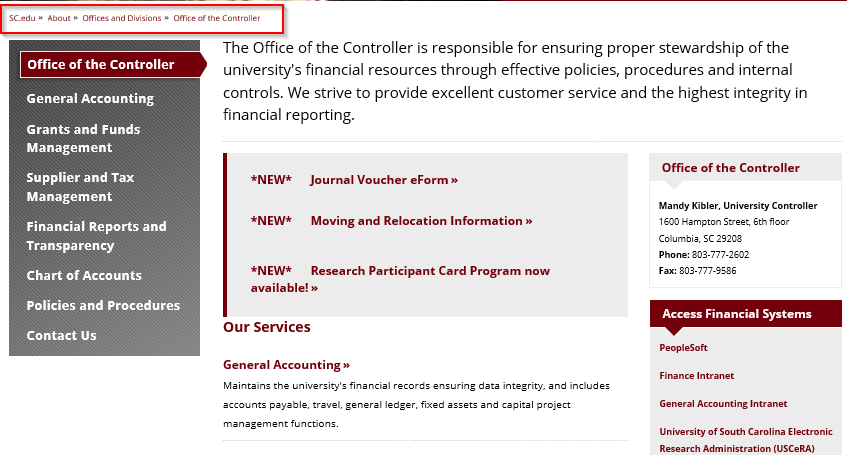 SC.edu » About » Offices and Divisions » Office of the Controller
Office of the Controller
General Accounting
Grants and Funds
Management
Supplier and Tax
Management
Financial Reports and
Transparency
Chart of Accounts
Policies and Procedures
Contact Us
The Office of the Controller is responsible for ensuring proper stewardship of the
university's financial resources through effective policies, procedures and internal
controls. We strive to provide excellent customer service and the highest integrity in
financial reporting.
*NEW* Journal Voucher eForm »
*NEW* Moving and Relocation Information »
*NEW* Research Participant Card Program now
available! »
Our Services
General Accounting »
Maintains the university's financial records ensuring data integrity, and includes
accounts payable, travel, general ledger, fixed assets and capital project
management functions.
Office of the Controller
Mandy Kibler, University Controller
1600 Hampton Street, 6th floor
Columbia, SC 29208
Phone: 803-777-2602
Fax: 803-777-9586
Access Financial Systems
PeopleSoft
Finance Intranet
General Accounting Intranet
University of South Carolina Electronic
Research Administration (USCeRA)